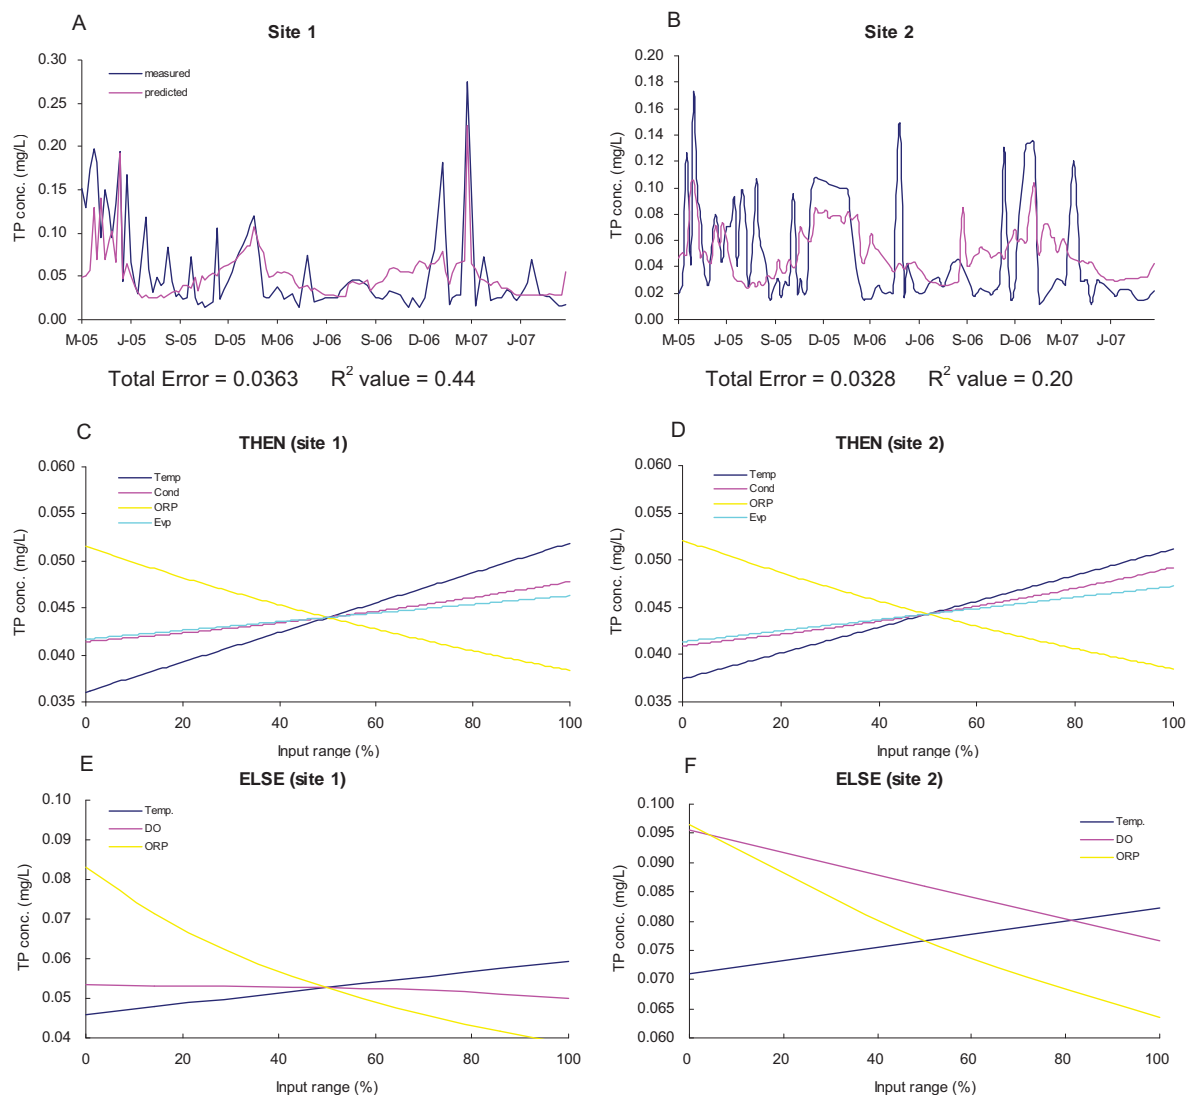 A
Site 1
TP conc. (mg/L)
0.30
0.25
0.20
0.15
0.10
0.05
0.00
measured
predicted
M-05 J-05 S-05 D-05 M-06 J-06 S-06 D-06 M-07 J-07
Total Error = 0.0363 R² value = 0.44
B
Site 2
TP conc. (mg/L)
0.20
0.18
0.16
0.14
0.12
0.10
0.08
0.06
0.04
0.02
0.00
M-05 J-05 S-05 D-05 M-06 J-06 S-06 D-06 M-07 J-07
Total Error = 0.0328 R² value = 0.20
C
THEN (site 1)
TP conc. (mg/L)
0.060
0.055
0.050
0.045
0.040
0.035
Temp
Cond
ORP
Evp
0 20 40 60 80 100
Input range (%)
D
THEN (site 2)
TP conc. (mg/L)
0.060
0.055
0.050
0.045
0.040
0.035
Temp
Cond
ORP
Evp
0 20 40 60 80 100
Input range (%)
E
ELSE (site 1)
TP conc. (mg/L)
0.10
0.09
0.08
0.07
0.06
0.05
0.04
Temp.
DO
ORP
0 20 40 60 80 100
Input range (%)
F
ELSE (site 2)
TP conc. (mg/L)
0.100
0.095
0.090
0.085
0.080
0.075
0.070
0.065
0.060
Temp.
DO
ORP
0 20 40 60 80 100
Input range (%)